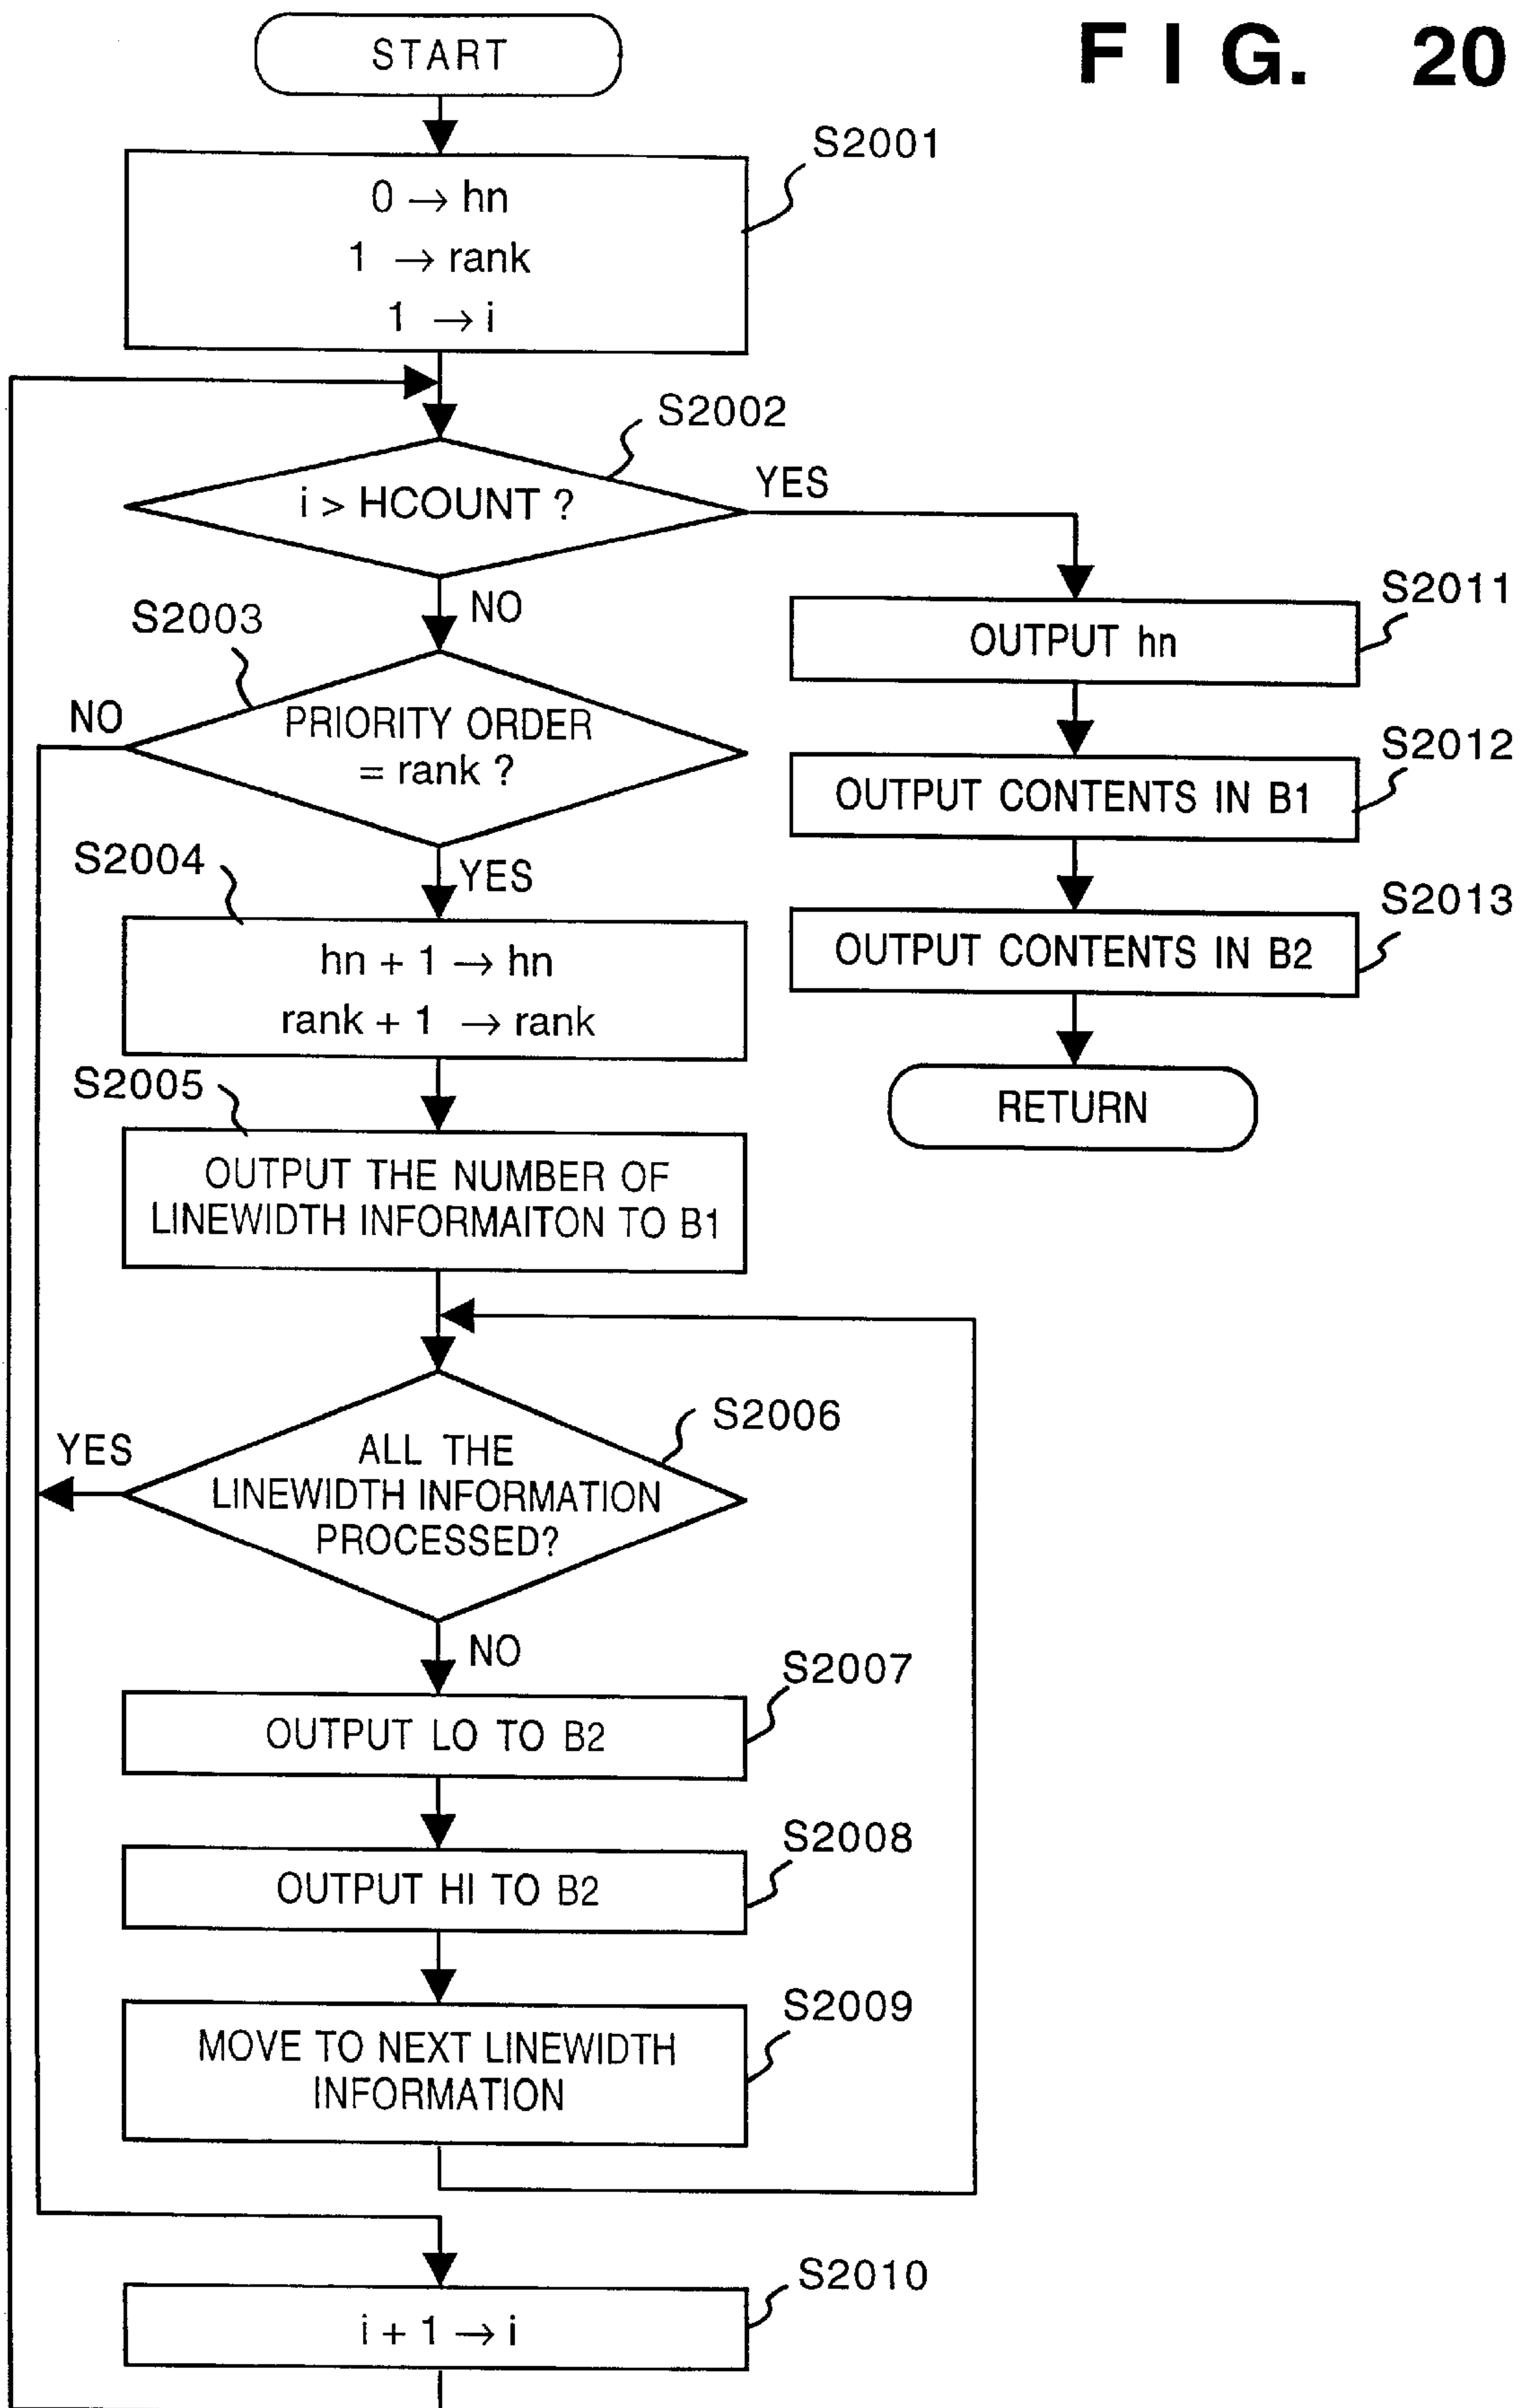 FIG. 20
START
S2001
0 → hn
1 → rank
1 → i
S2002
i > HCOUNT ?
YES
NO
S2003
NO
PRIORITY ORDER
= rank ?
YES
S2004
hn + 1 → hn
rank + 1 → rank
S2005
OUTPUT THE NUMBER OF
LINEWIDTH INFORMAITON TO B1
S2006
YES
ALL THE
LINEWIDTH INFORMATION
PROCESSED?
NO
S2007
OUTPUT LO TO B2
S2008
OUTPUT HI TO B2
S2009
MOVE TO NEXT LINEWIDTH
INFORMATION
S2010
i + 1 → i
S2011
OUTPUT hn
S2012
OUTPUT CONTENTS IN B1
S2013
OUTPUT CONTENTS IN B2
RETURN